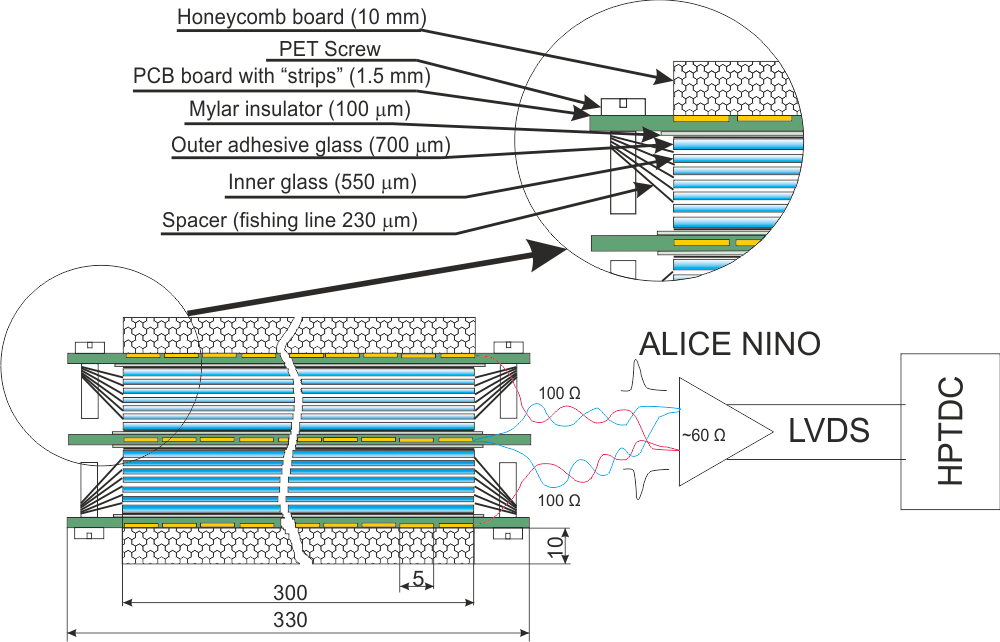 Honeycomb board (10 mm)
PET Screw
PCB board with “strips” (1.5 mm)
Mylar insulator (100 μm)
Outer adhesive glass (700 μm)
Inner glass (550 μm)
Spacer (fishing line 230 μm)
ALICE NINO
100 Ω
~60 Ω
LVDS
HPTDC
100 Ω
10
5
300
330